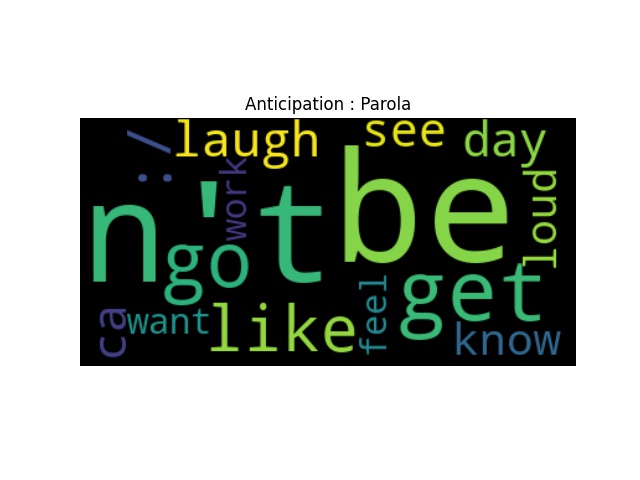 Anticipation : Parola
:/
laugh
see
day
work
n't
be
loud
go
get
ca
want
like
feel
know